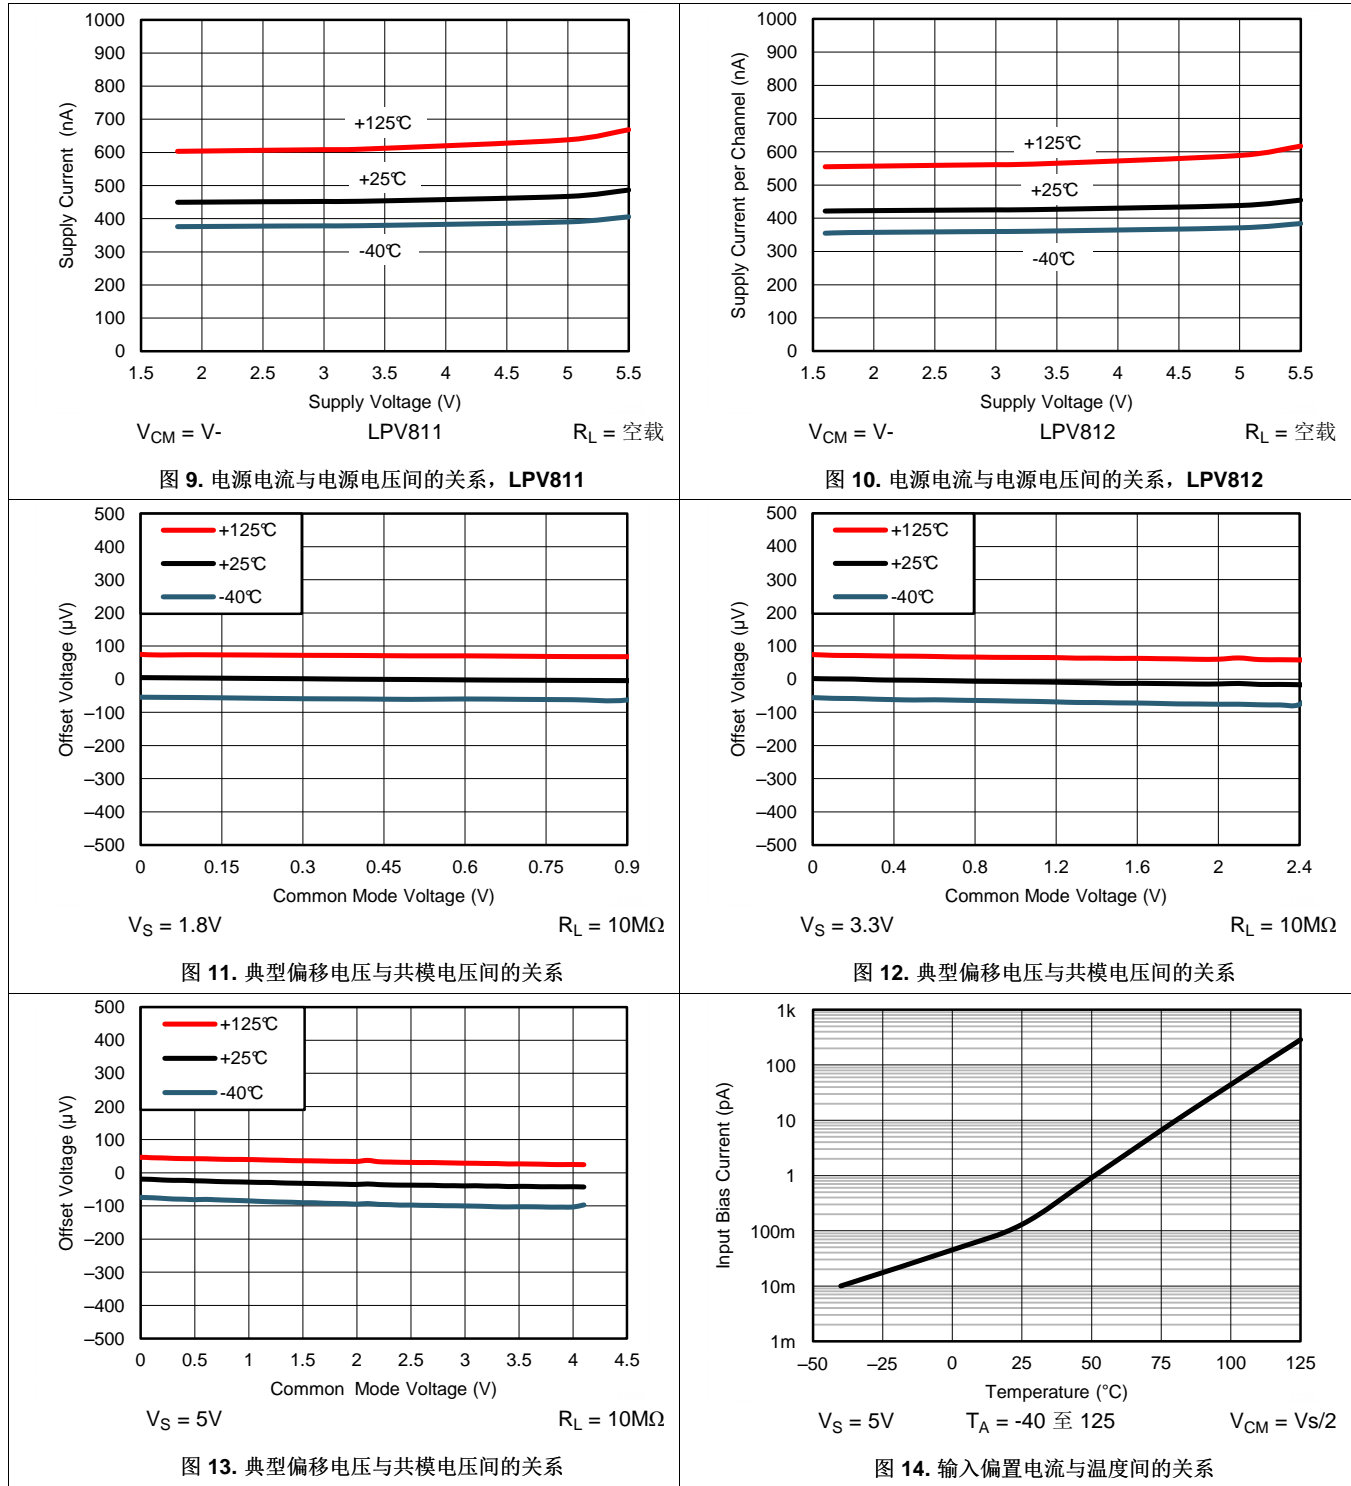 1000
900
800
700
600
500
400
300
200
100
0
Supply Current (nA)
+125℃
+25℃
-40℃
1.5 2 2.5 3 3.5 4 4.5 5 5.5
Supply Voltage (V)
VCM = V- LPV811 RL = 空载
图 9. 电源电流与电源电压间的关系，LPV811
1000
900
800
700
600
500
400
300
200
100
0
Supply Current per Channel (nA)
+125℃
+25℃
-40℃
1.5 2 2.5 3 3.5 4 4.5 5 5.5
Supply Voltage (V)
VCM = V- LPV812 RL = 空载
图 10. 电源电流与电源电压间的关系，LPV812
500
400
300
200
100
0
–100
–200
–300
–400
–500
Offset Voltage (µV)
+125℃
+25℃
-40℃
0 0.15 0.3 0.45 0.6 0.75 0.9
Common Mode Voltage (V)
VS = 1.8V RL = 10MΩ
图 11. 典型偏移电压与共模电压间的关系
500
400
300
200
100
0
–100
–200
–300
–400
–500
Offset Voltage (µV)
+125℃
+25℃
-40℃
0 0.4 0.8 1.2 1.6 2 2.4
Common Mode Voltage (V)
VS = 3.3V RL = 10MΩ
图 12. 典型偏移电压与共模电压间的关系
500
400
300
200
100
0
–100
–200
–300
–400
–500
Offset Voltage (µV)
+125℃
+25℃
-40℃
0 0.5 1 1.5 2 2.5 3 3.5 4 4.5
Common Mode Voltage (V)
VS = 5V RL = 10MΩ
图 13. 典型偏移电压与共模电压间的关系
1k
100
10
1
100m
10m
1m
Input Bias Current (pA)
–50 –25 0 25 50 75 100 125
Temperature (°C)
VS = 5V TA = -40 至 125 VCM = Vs/2
图 14. 输入偏置电流与温度间的关系